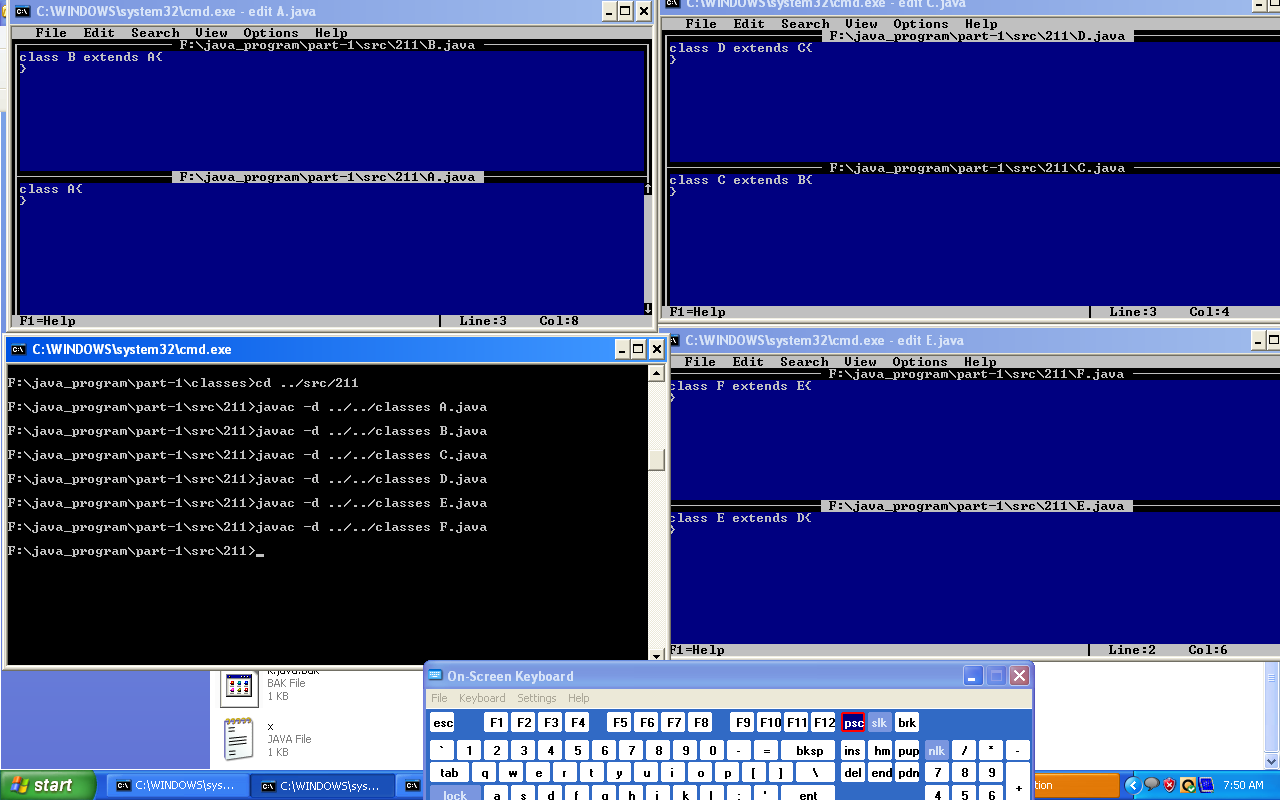 C:\WINDOWS\system32\cmd.exe - edit A.java
File Edit Search View Options Help
F:\java_program\part-1\src\211\B.java
class B extends A{
}
F:\java_program\part-1\src\211\A.java
class A{
}
F1=Help Line:3 Col:8
C:\WINDOWS\system32\cmd.exe - edit C.java
File Edit Search View Options Help
F:\java_program\part-1\src\211\D.java
class D extends C{
}
F:\java_program\part-1\src\211\C.java
class C extends B{
}
F1=Help Line:3 Col:4
C:\WINDOWS\system32\cmd.exe
F:\java_program\part-1\classes>cd ../src/211
F:\java_program\part-1\src\211>javac -d ../../classes A.java
F:\java_program\part-1\src\211>javac -d ../../classes B.java
F:\java_program\part-1\src\211>javac -d ../../classes C.java
F:\java_program\part-1\src\211>javac -d ../../classes D.java
F:\java_program\part-1\src\211>javac -d ../../classes E.java
F:\java_program\part-1\src\211>javac -d ../../classes F.java
F:\java_program\part-1\src\211>_
C:\WINDOWS\system32\cmd.exe - edit E.java
File Edit Search View Options Help
F:\java_program\part-1\src\211\F.java
class F extends E{
}
F:\java_program\part-1\src\211\E.java
class E extends D{
}
F1=Help Line:2 Col:6
BAK File
1 KB
x
JAVA File
1 KB
On-Screen Keyboard
File Keyboard Settings Help
esc F1 F2 F3 F4 F5 F6 F7 F8 F9 F10 F11 F12 psc slk brk
` 1 2 3 4 5 6 7 8 9 0 - = bksp ins hm pup nlk / * -
tab q w e r t y u i o p [ ] \ del end pdn 7 8 9 +
lock a s d f g h j k l ; ' ent 4 5 6
start C:\WINDOWS\sys... C:\WINDOWS\sys... tion 7:50 AM